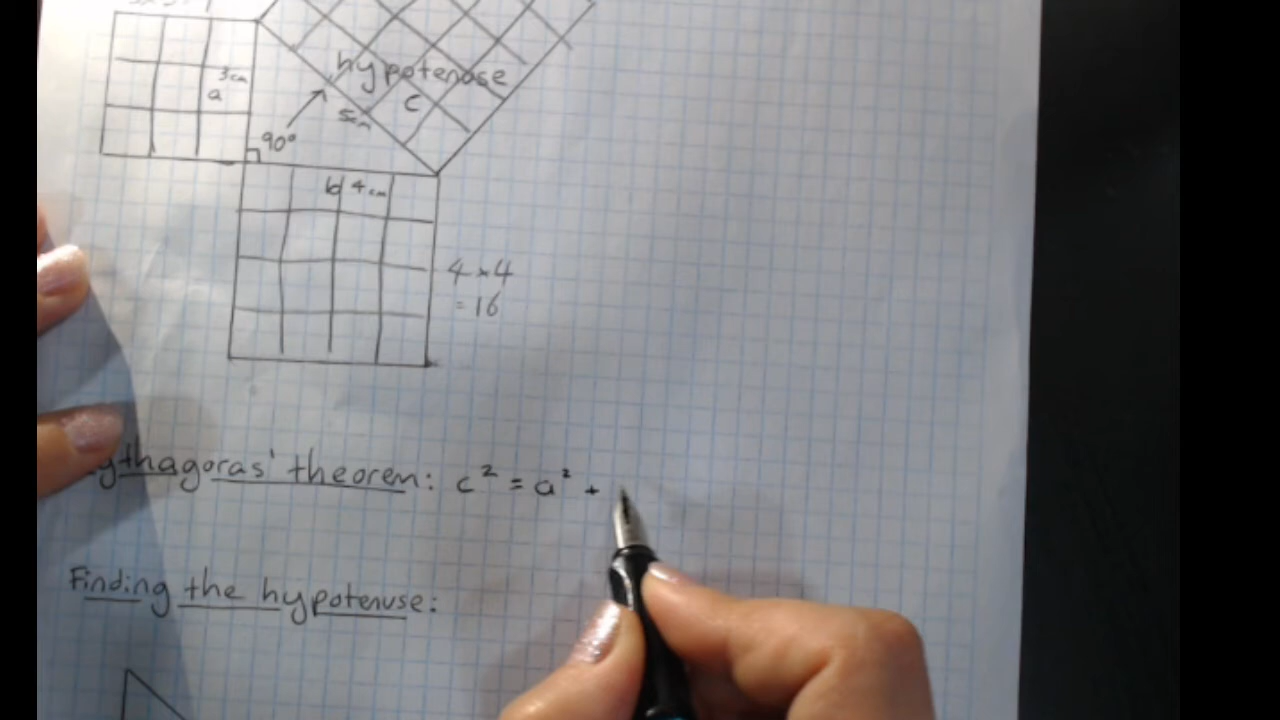 3cm
a
hypotenuse
c
5cm
90°
b 4cm
4 × 4
= 16
thagoras' theorem: c² = a² +
Finding the hypotenuse: